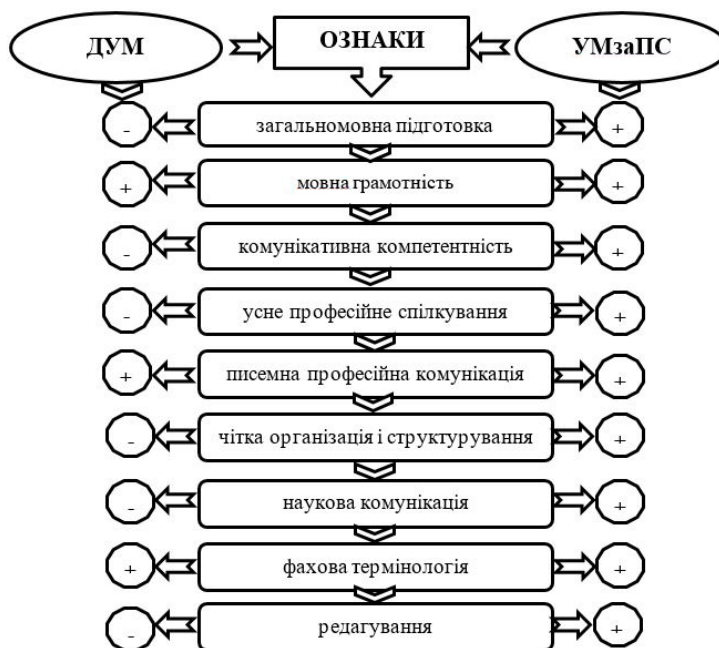 ДУМ ОЗНАКИ УМзаПС
- загальномовна підготовка +
+ мовна грамотність +
- комунікативна компетентність +
- усне професійне спілкування +
+ писемна професійна комунікація +
- чітка організація і структурування +
- наукова комунікація +
+ фахова термінологія +
- редагування +